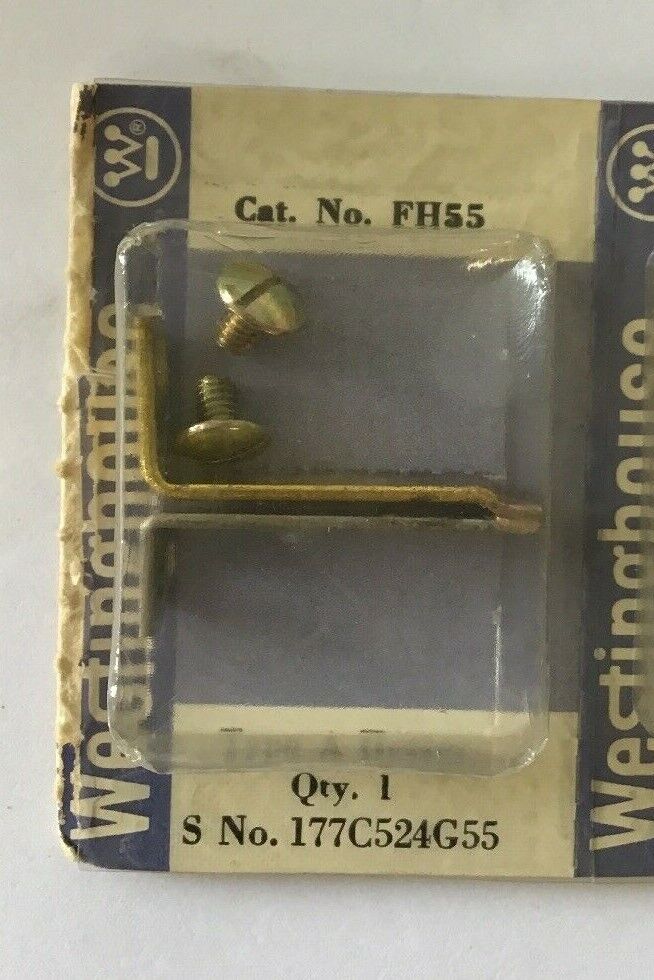 W®
Cat. No. FH55
Westinghouse
Qty. 1
S No. 177C524G55
Westinghouse